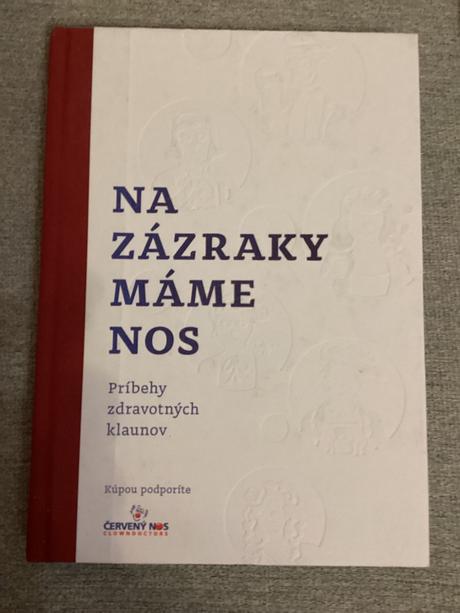 NA
ZÁZRAKY
MÁME
NOS
Príbehy
zdravotných
klaunov
Kúpou podporíte
ČERVENÝ NOS
CLOWNDOCTORS